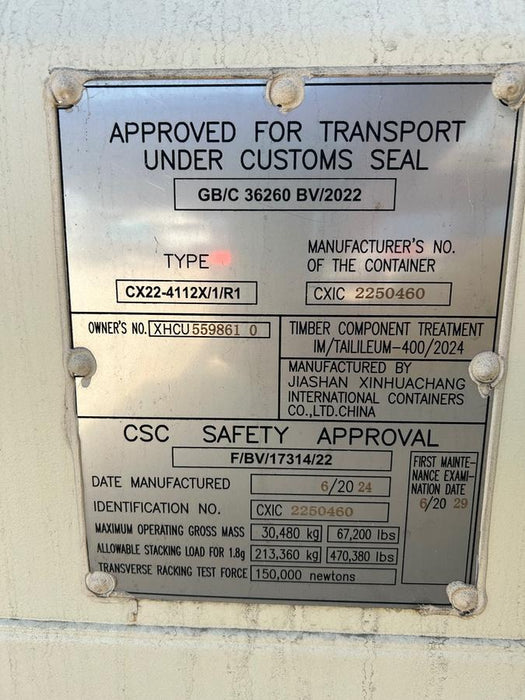 APPROVED FOR TRANSPORT
UNDER CUSTOMS SEAL
GB/C 36260 BV/2022
TYPE
CX22-4112X/1/R1
MANUFACTURER'S NO.
OF THE CONTAINER
CXIC 2250460
OWNER'S NO. XHCU 559861 0
TIMBER COMPONENT TREATMENT
IM/TAILILEUM-400/2024
MANUFACTURED BY
JIASHAN XINHUACHANG
INTERNATIONAL CONTAINERS
CO.,LTD.CHINA
CSC SAFETY APPROVAL
F/BV/17314/22
DATE MANUFACTURED 6/20 24
IDENTIFICATION NO. CXIC 2250460
MAXIMUM OPERATING GROSS MASS 30,480 kg 67,200 lbs
ALLOWABLE STACKING LOAD FOR 1.8g 213,360 kg 470,380 lbs
TRANSVERSE RACKING TEST FORCE 150,000 newtons
FIRST MAINTE-
NANCE EXAMI-
NATION DATE
6/20 29